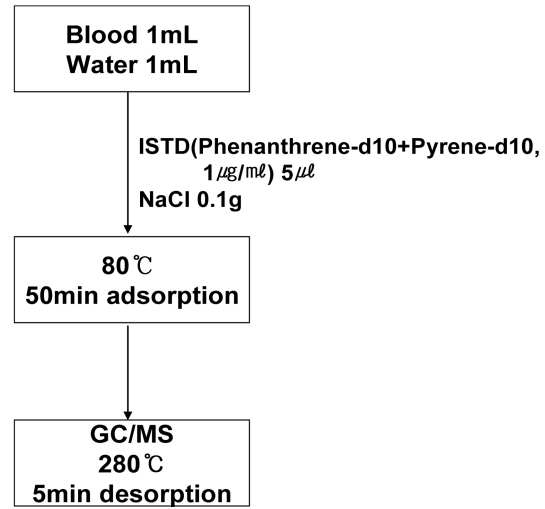 Blood 1mL
Water 1mL
ISTD(Phenanthrene-d10+Pyrene-d10,
1㎍/㎖) 5㎕
NaCl 0.1g
80℃
50min adsorption
GC/MS
280℃
5min desorption